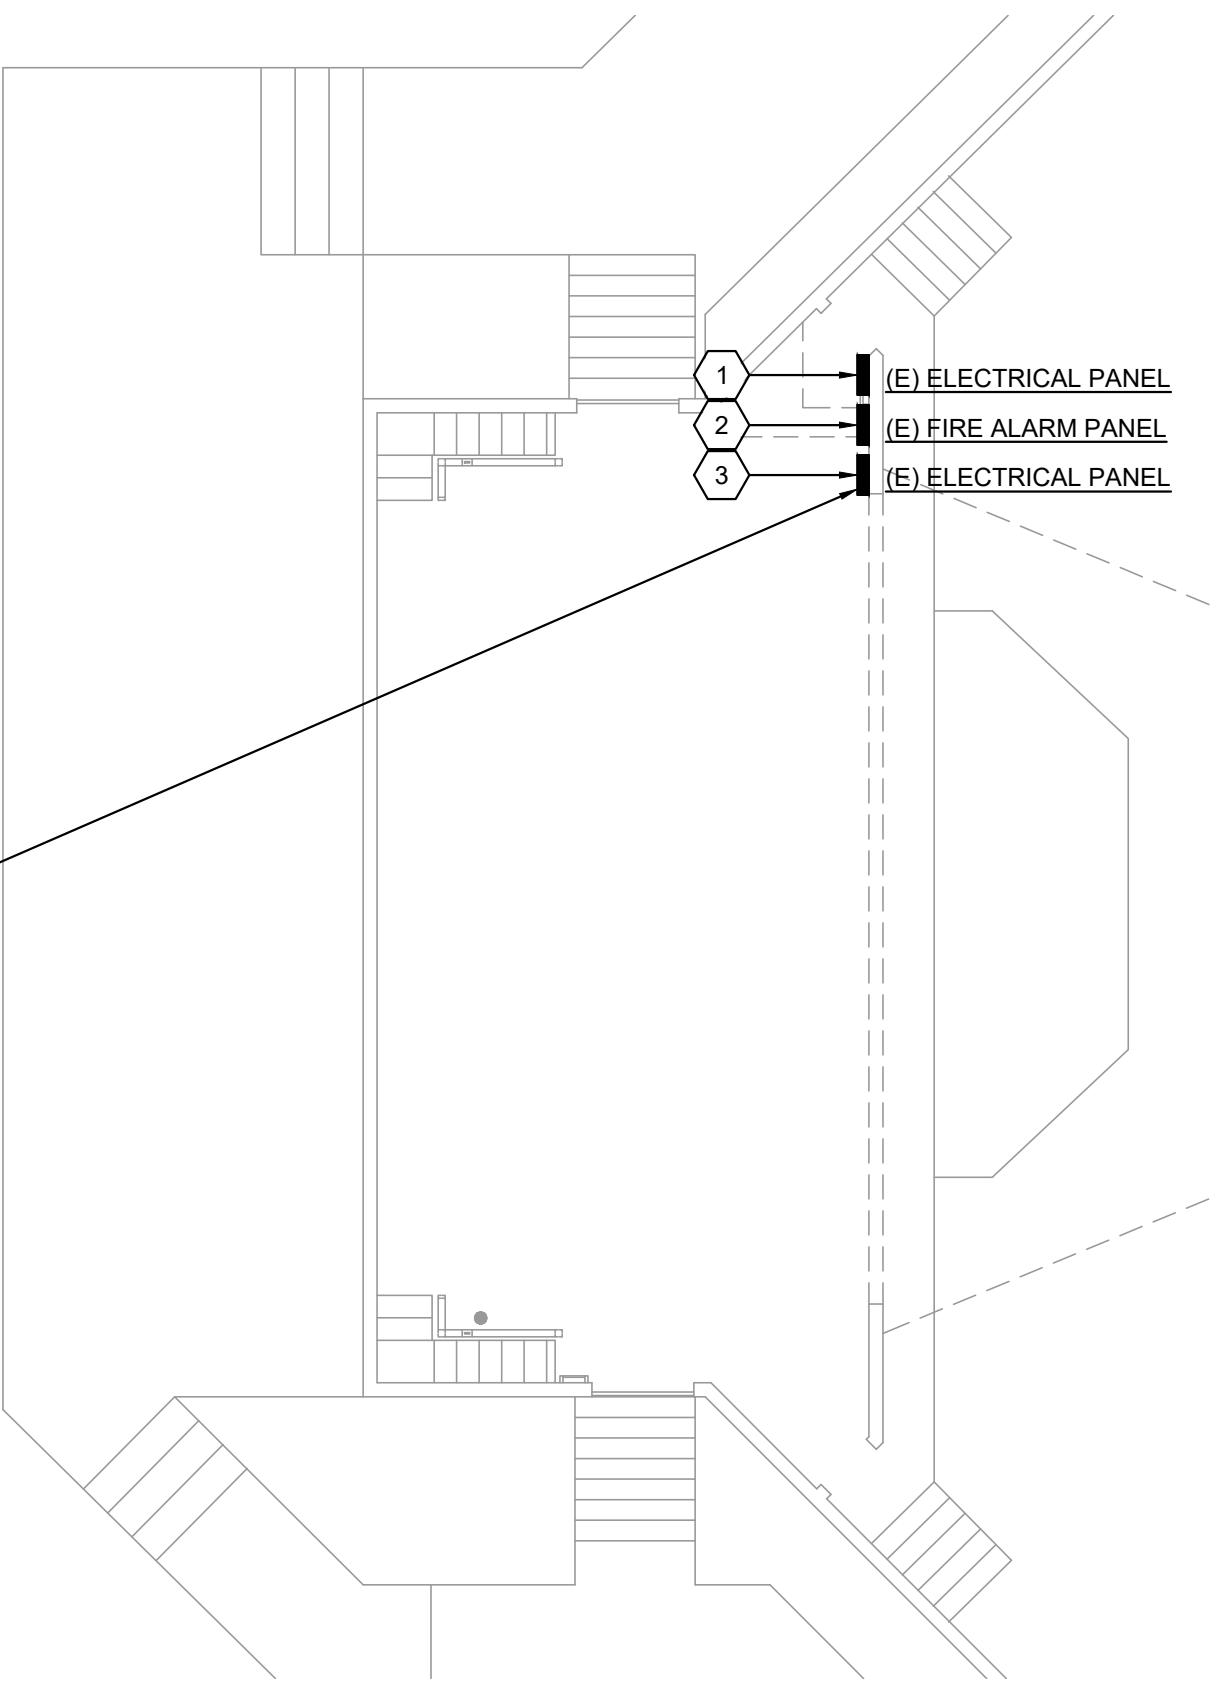 1 (E) ELECTRICAL PANEL
2 (E) FIRE ALARM PANEL
3 (E) ELECTRICAL PANEL